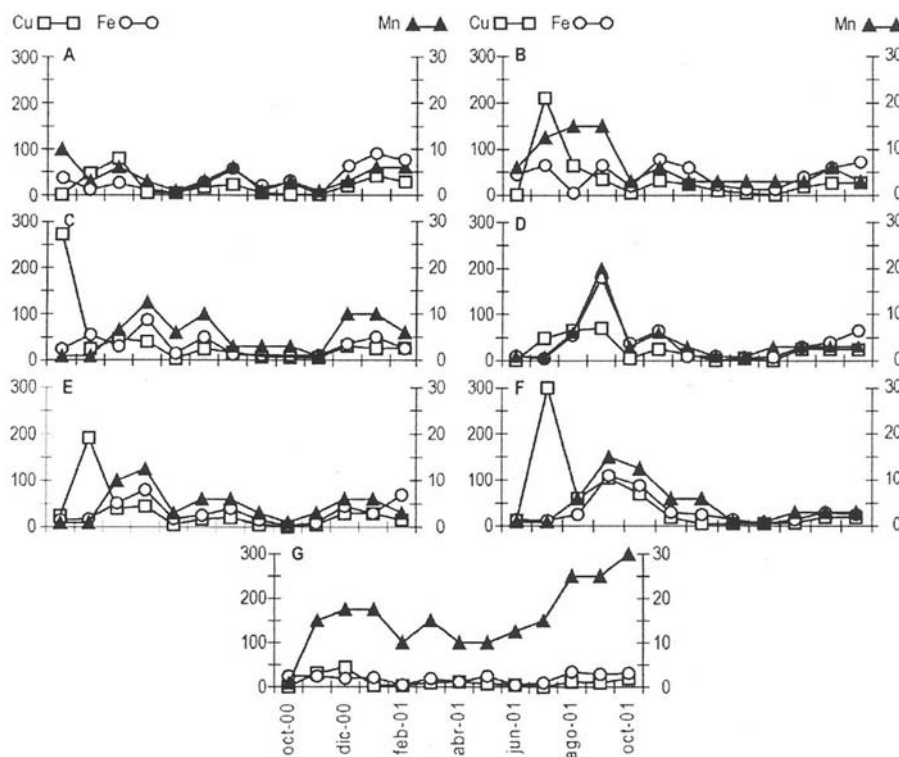 Cu Fe Mn Cu Fe Mn
A B
300 30 300 30
200 20 200 20
100 10 100 10
0 0 0 0
C D
300 30 300 30
200 20 200 20
100 10 100 10
0 0 0 0
E F
300 30 300 30
200 20 200 20
100 10 100 10
0 0 0 0
G
300 30
200 20
100 10
0 0
oct-00 dic-00 feb-01 abr-01 jun-01 ago-01 oct-01